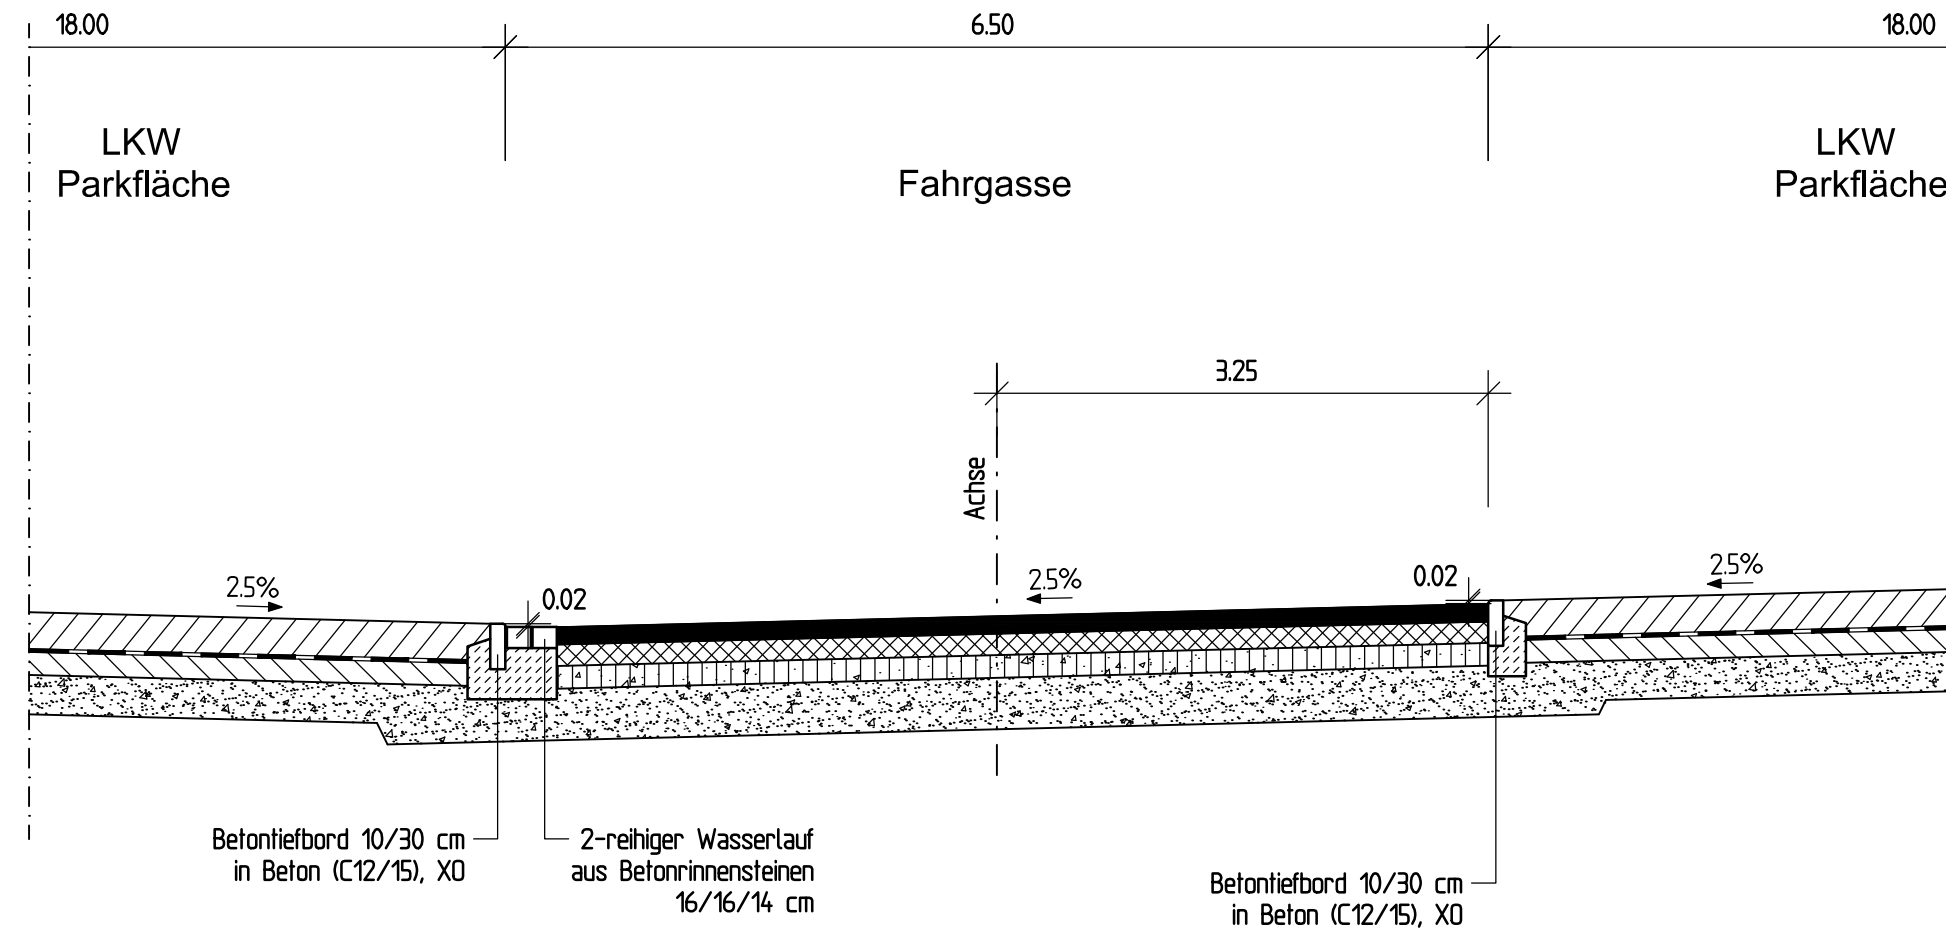 18.00
6.50
18.00
LKW
Parkfläche
Fahrgasse
LKW
Parkfläche
3.25
Achse
2.5%
0.02
2.5%
0.02
2.5%
Betontiefbord 10/30 cm
in Beton (C12/15), X0
2-reihiger Wasserlauf
aus Betonrinnensteinen
16/16/14 cm
Betontiefbord 10/30 cm
in Beton (C12/15), X0